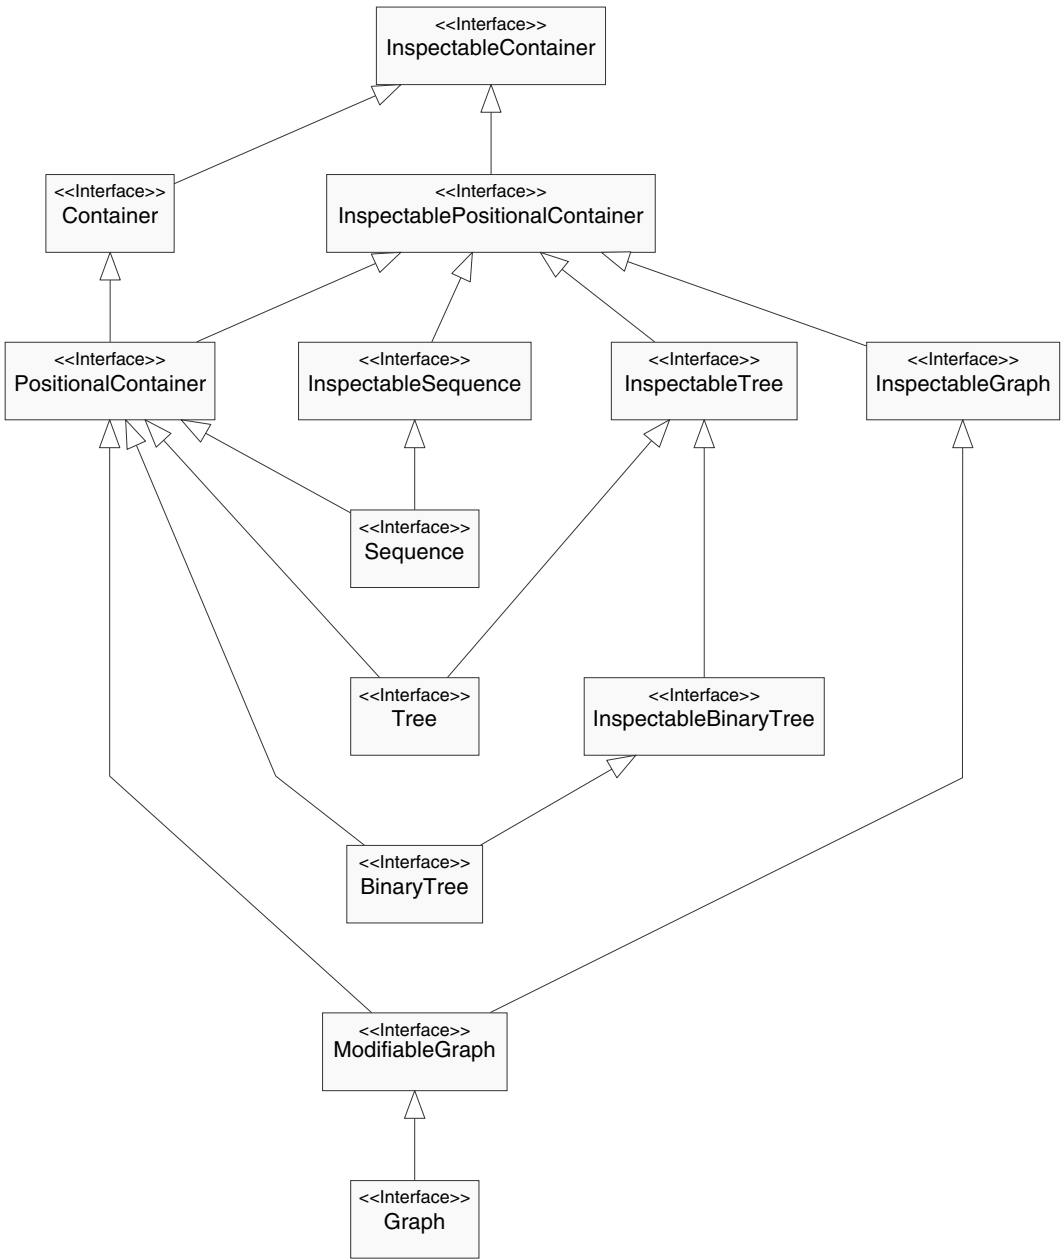 <<Interface>>
InspectableContainer
<<Interface>>
Container
<<Interface>>
InspectablePositionalContainer
<<Interface>>
PositionalContainer
<<Interface>>
InspectableSequence
<<Interface>>
InspectableTree
<<Interface>>
InspectableGraph
<<Interface>>
Sequence
<<Interface>>
Tree
<<Interface>>
InspectableBinaryTree
<<Interface>>
BinaryTree
<<Interface>>
ModifiableGraph
<<Interface>>
Graph